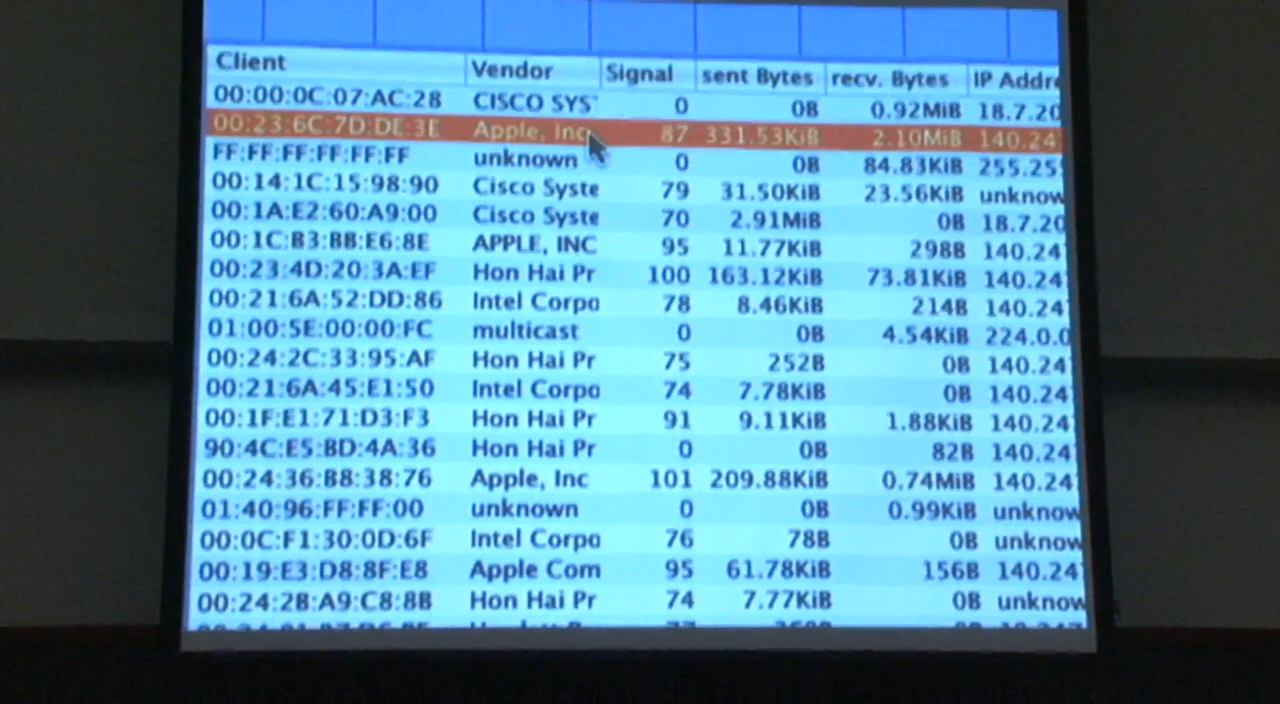 Client Vendor Signal sent Bytes recv. Bytes IP Addre
00:00:0C:07:AC:28 CISCO SYS 0 0B 0.92MiB 18.7.20
00:23:6C:7D:DE:3E Apple, Inc 87 331.53KiB 2.10MiB 140.24
FF:FF:FF:FF:FF:FF unknown 0 0B 84.83KiB 255.25
00:14:1C:15:98:90 Cisco Syste 79 31.50KiB 23.56KiB unknow
00:1A:E2:60:A9:00 Cisco Syste 70 2.91MiB 0B 18.7.20
00:1C:B3:BB:E6:8E APPLE, INC 95 11.77KiB 298B 140.24
00:23:4D:20:3A:EF Hon Hai Pr 100 163.12KiB 73.81KiB 140.24
00:21:6A:52:DD:86 Intel Corpo 78 8.46KiB 214B 140.24
01:00:5E:00:00:FC multicast 0 0B 4.54KiB 224.0.0
00:24:2C:33:95:AF Hon Hai Pr 75 252B 0B 140.24
00:21:6A:45:E1:50 Intel Corpo 74 7.78KiB 0B 140.24
00:1F:E1:71:D3:F3 Hon Hai Pr 91 9.11KiB 1.88KiB 140.24
90:4C:E5:BD:4A:36 Hon Hai Pr 0 0B 82B 140.24
00:24:36:B8:38:76 Apple, Inc 101 209.88KiB 0.74MiB 140.24
01:40:96:FF:FF:00 unknown 0 0B 0.99KiB unknow
00:0C:F1:30:0D:6F Intel Corpo 76 78B 0B unknow
00:19:E3:D8:8F:E8 Apple Com 95 61.78KiB 156B 140.24
00:24:2B:A9:C8:8B Hon Hai Pr 74 7.77KiB 0B unknow